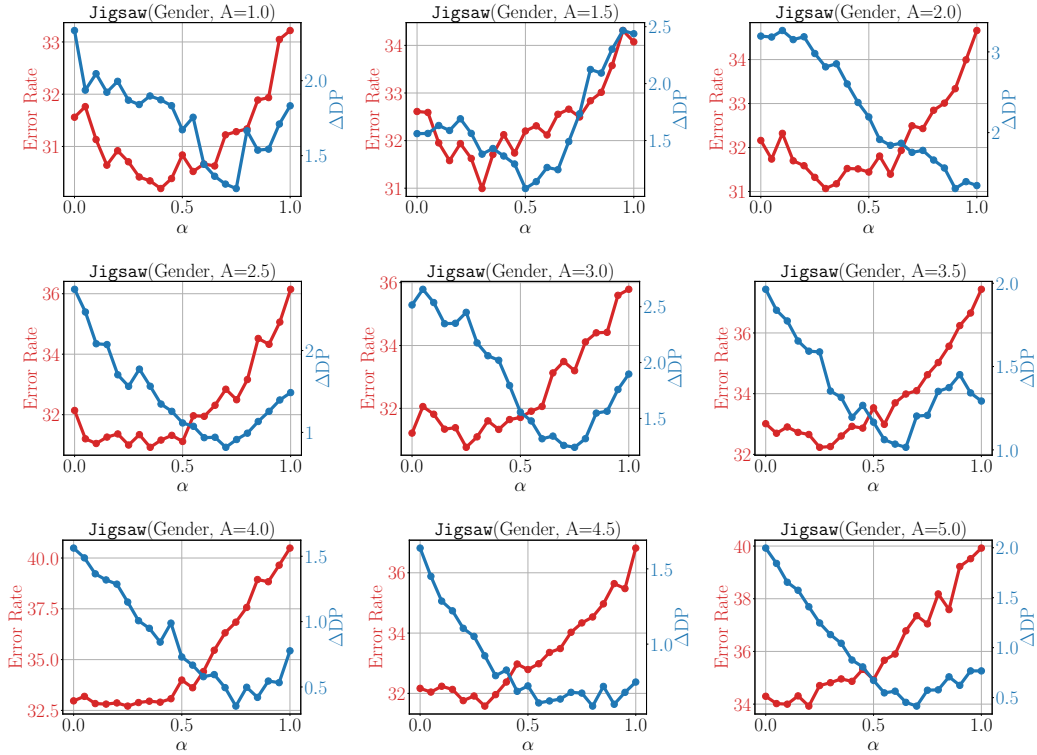 Jigsaw(Gender, A=1.0)
Error Rate
33
31
2.0
1.5
ΔDP
0.0 0.5 1.0
α
Jigsaw(Gender, A=1.5)
Error Rate
34
33
32
31
2.5
2.0
1.5
1.0
ΔDP
0.0 0.5 1.0
α
Jigsaw(Gender, A=2.0)
Error Rate
34
33
32
31
3
2
ΔDP
0.0 0.5 1.0
α
Jigsaw(Gender, A=2.5)
Error Rate
36
34
32
2
1
ΔDP
0.0 0.5 1.0
α
Jigsaw(Gender, A=3.0)
Error Rate
36
34
32
2.5
2.0
1.5
ΔDP
0.0 0.5 1.0
α
Jigsaw(Gender, A=3.5)
Error Rate
36
34
32
2.0
1.5
1.0
ΔDP
0.0 0.5 1.0
α
Jigsaw(Gender, A=4.0)
Error Rate
40.0
37.5
35.0
32.5
1.5
1.0
0.5
ΔDP
0.0 0.5 1.0
α
Jigsaw(Gender, A=4.5)
Error Rate
36
34
32
1.5
1.0
ΔDP
0.0 0.5 1.0
α
Jigsaw(Gender, A=5.0)
Error Rate
40
38
36
34
2.0
1.5
1.0
0.5
ΔDP
0.0 0.5 1.0
α